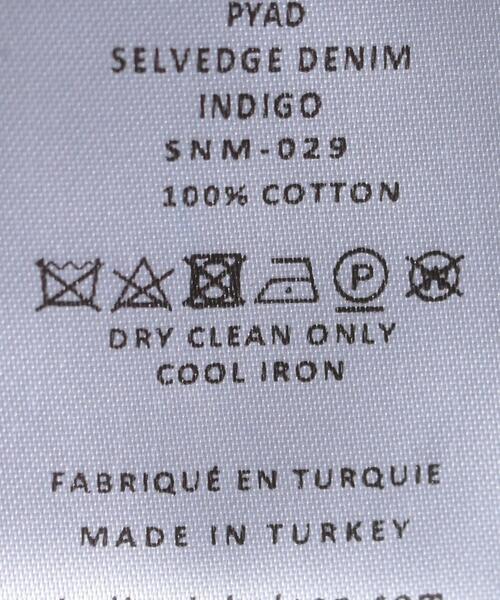 PYAD
SELVEDGE DENIM
INDIGO
SNM-029
100% COTTON
P W
DRY CLEAN ONLY
COOL IRON
FABRIQUÉ EN TURQUIE
MADE IN TURKEY